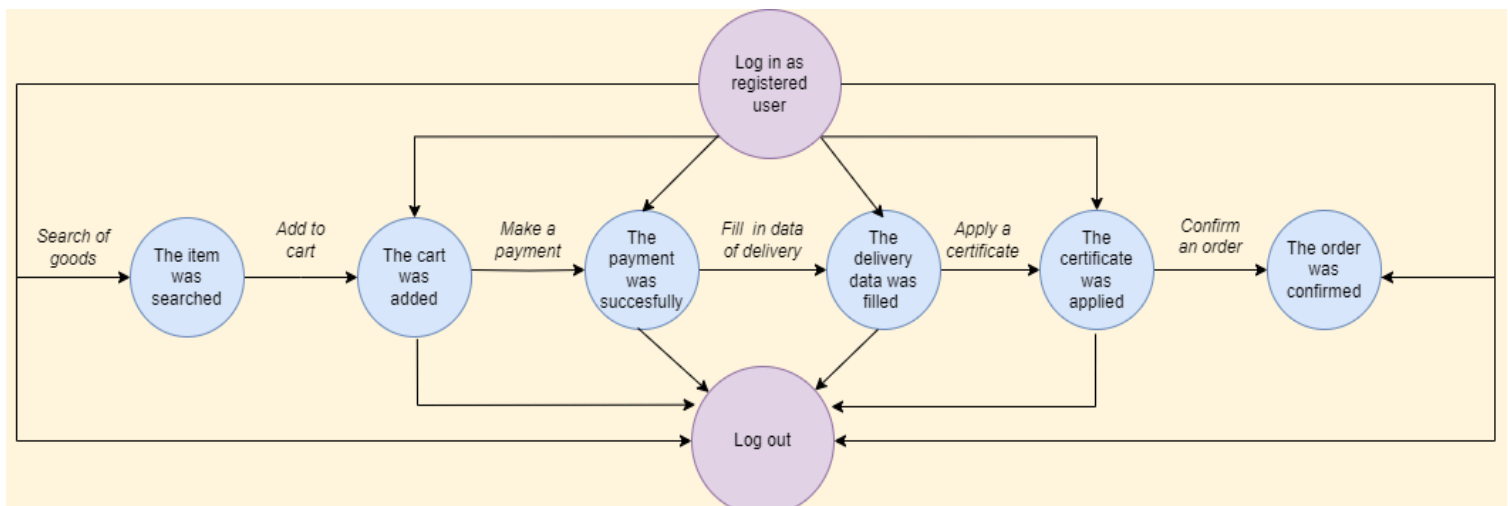 Log in as
registered
user
Search of
goods
The item
was
searched
Add to
cart
The cart
was
added
Make a
payment
The
payment
was
succesfully
Fill in data
of delivery
The
delivery
data was
filled
Apply a
certificate
The
certificate
was
applied
Confirm
an order
The order
was
confirmed
Log out